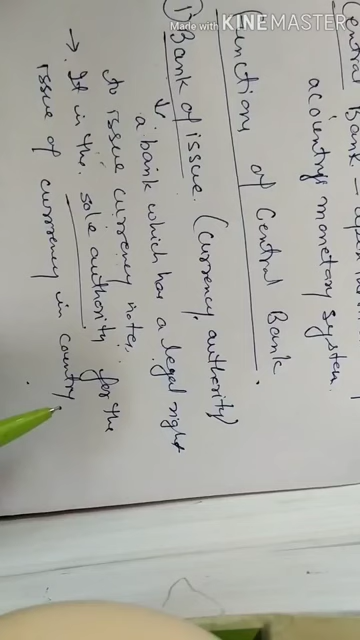 Made with KINEMASTER
Central Bank -
a country's monetary system.
Function of Central Bank.
1) Bank of issue. (currency authority)
a bank which has a legal right
to issue currency notes.
→ It is the sole authority for the
issue of currency in country.